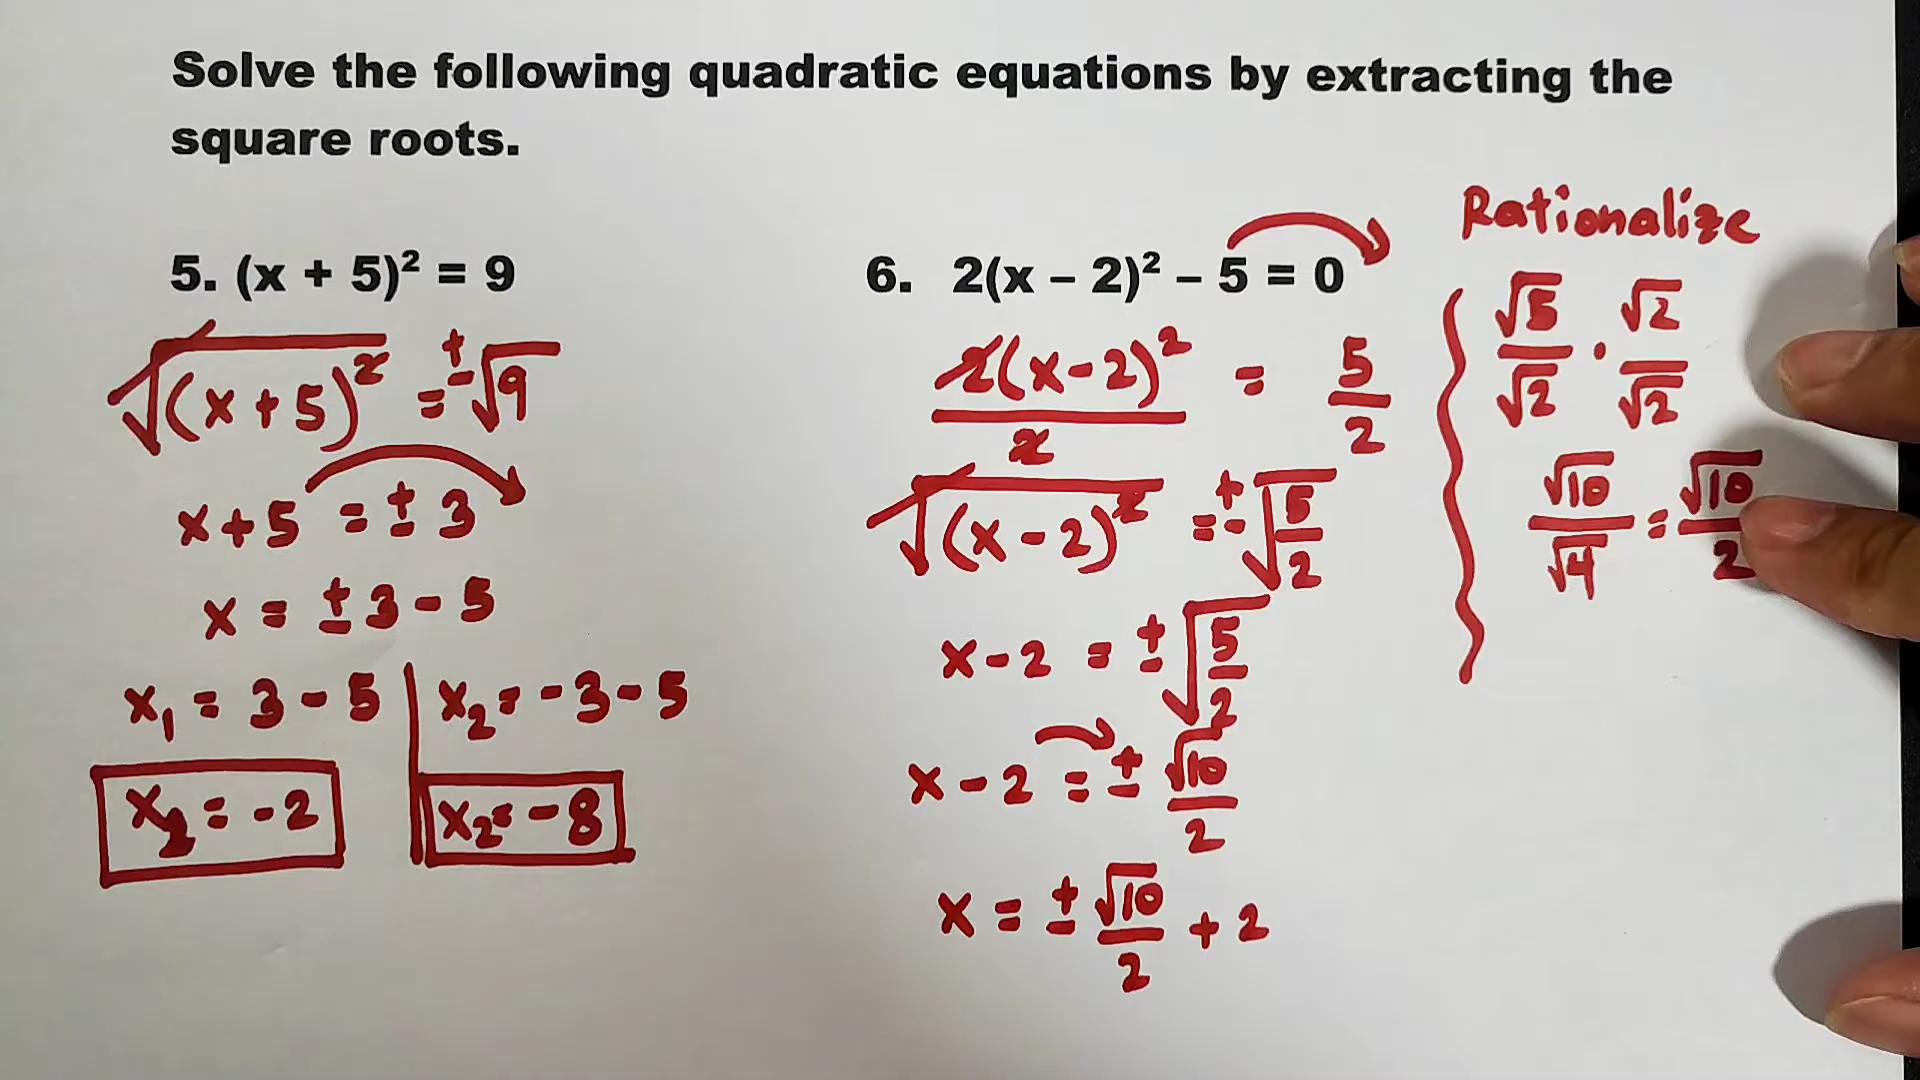 Solve the following quadratic equations by extracting the
square roots.
5. (x + 5)² = 9
√(x+5)² = ±√9
x+5 = ±3
x = ±3-5
x₁ = 3-5
x₂ = -3-5
x₁ = -2
x₂ = -8
6. 2(x – 2)² – 5 = 0
2(x-2)² / 2 = 5/2
√(x-2)² = ±√5/2
x-2 = ±√5/2
x-2 = ±√10/2
x = ±√10/2 + 2
Rationalize
√5/√2 · √2/√2
√10/√4 = √10/2